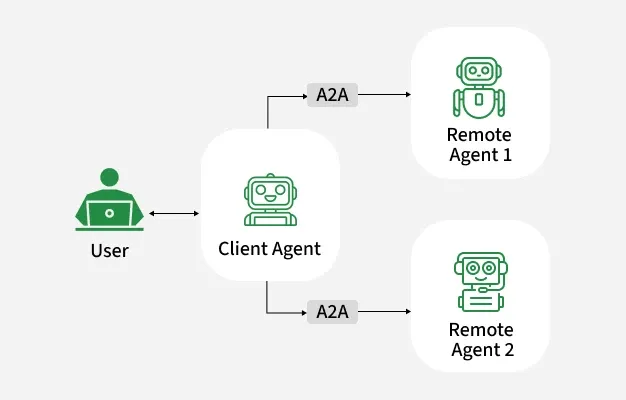 A2A
Remote
Agent 1
User
Client Agent
A2A
Remote
Agent 2